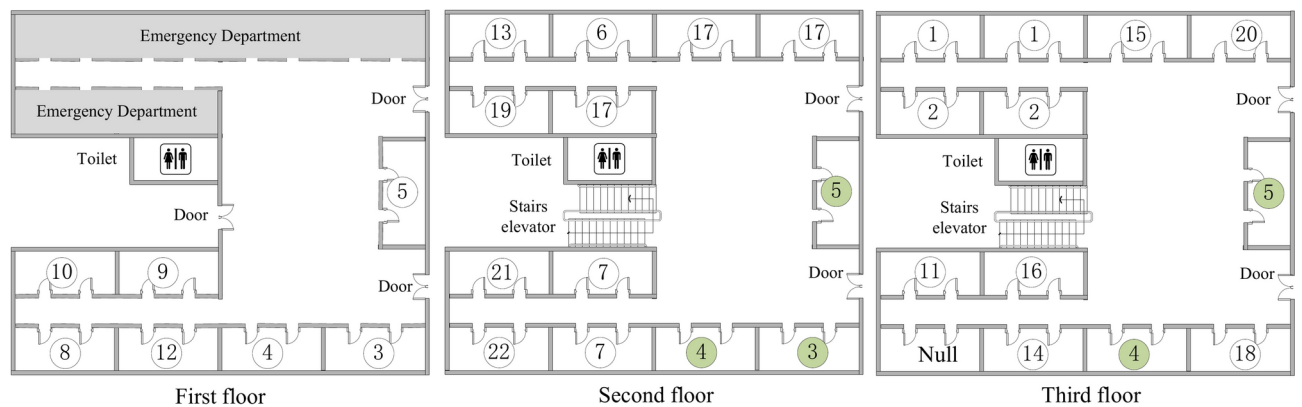 Emergency Department
Emergency Department
Door
Toilet
5
Door
10 9
Door
8 12 4 3
First floor
13 6 17 17
19 17
Toilet
5
Stairs
elevator
21 7
22 7 4 3
Second floor
Door
Door
1 1 15 20
2 2
Door
Toilet
5
Stairs
elevator
11 16
Door
Null 14 4 18
Third floor